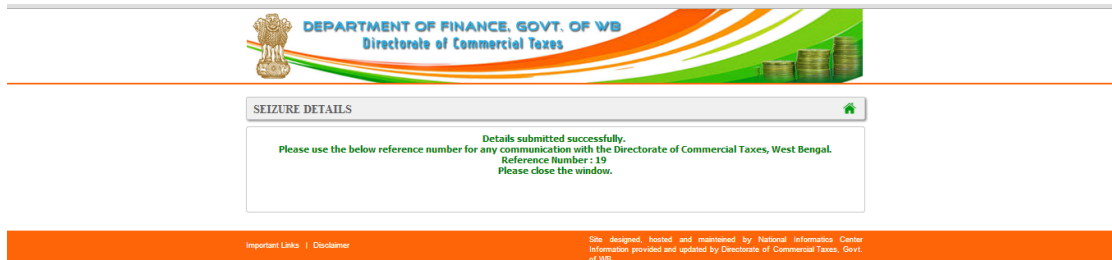 DEPARTMENT OF FINANCE, GOVT. OF WB
Directorate of Commercial Taxes
SEIZURE DETAILS
Details submitted successfully.
Please use the below reference number for any communication with the Directorate of Commercial Taxes, West Bengal.
Reference Number : 19
Please close the window.
Important Links | Disclaimer
Site designed, hosted and mainteined by National Informatics Center
Information provided and updated by Directorate of Commercial Taxes, Govt.
of WB